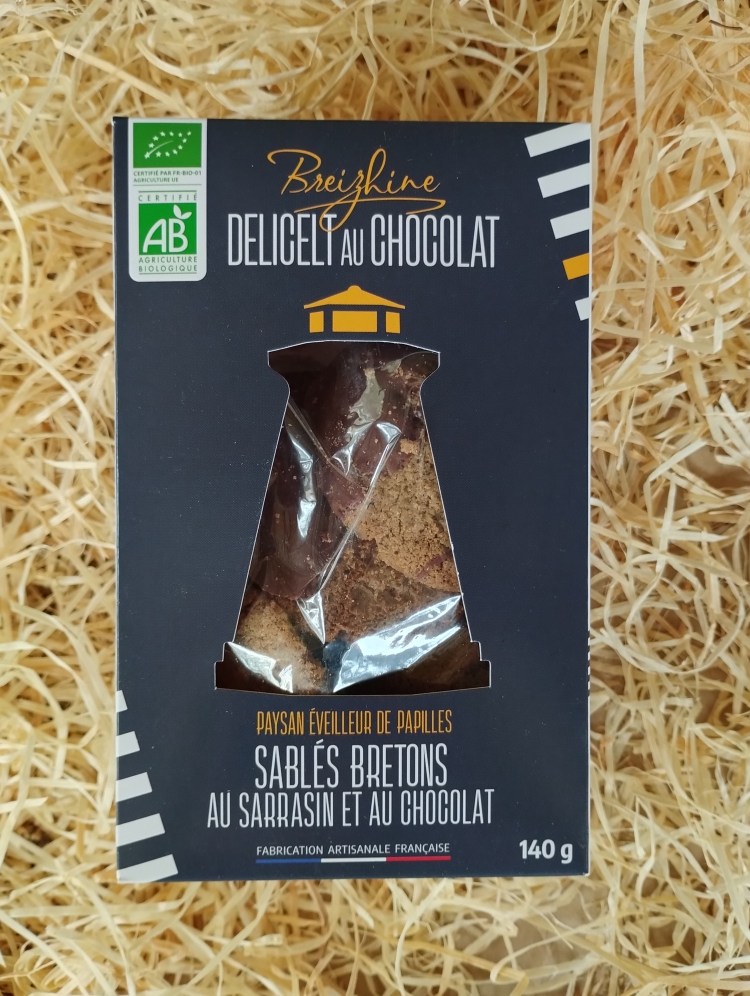 CERTIFIÉ PAR FR-BIO-01
AGRICULTURE UE
CERTIFIÉ
AB
AGRICULTURE
BIOLOGIQUE
Breizhine
DELICELT AU CHOCOLAT
PAYSAN ÉVEILLEUR DE PAPILLES
SABLÉS BRETONS
AU SARRASIN ET AU CHOCOLAT
FABRICATION ARTISANALE FRANÇAISE
140 g